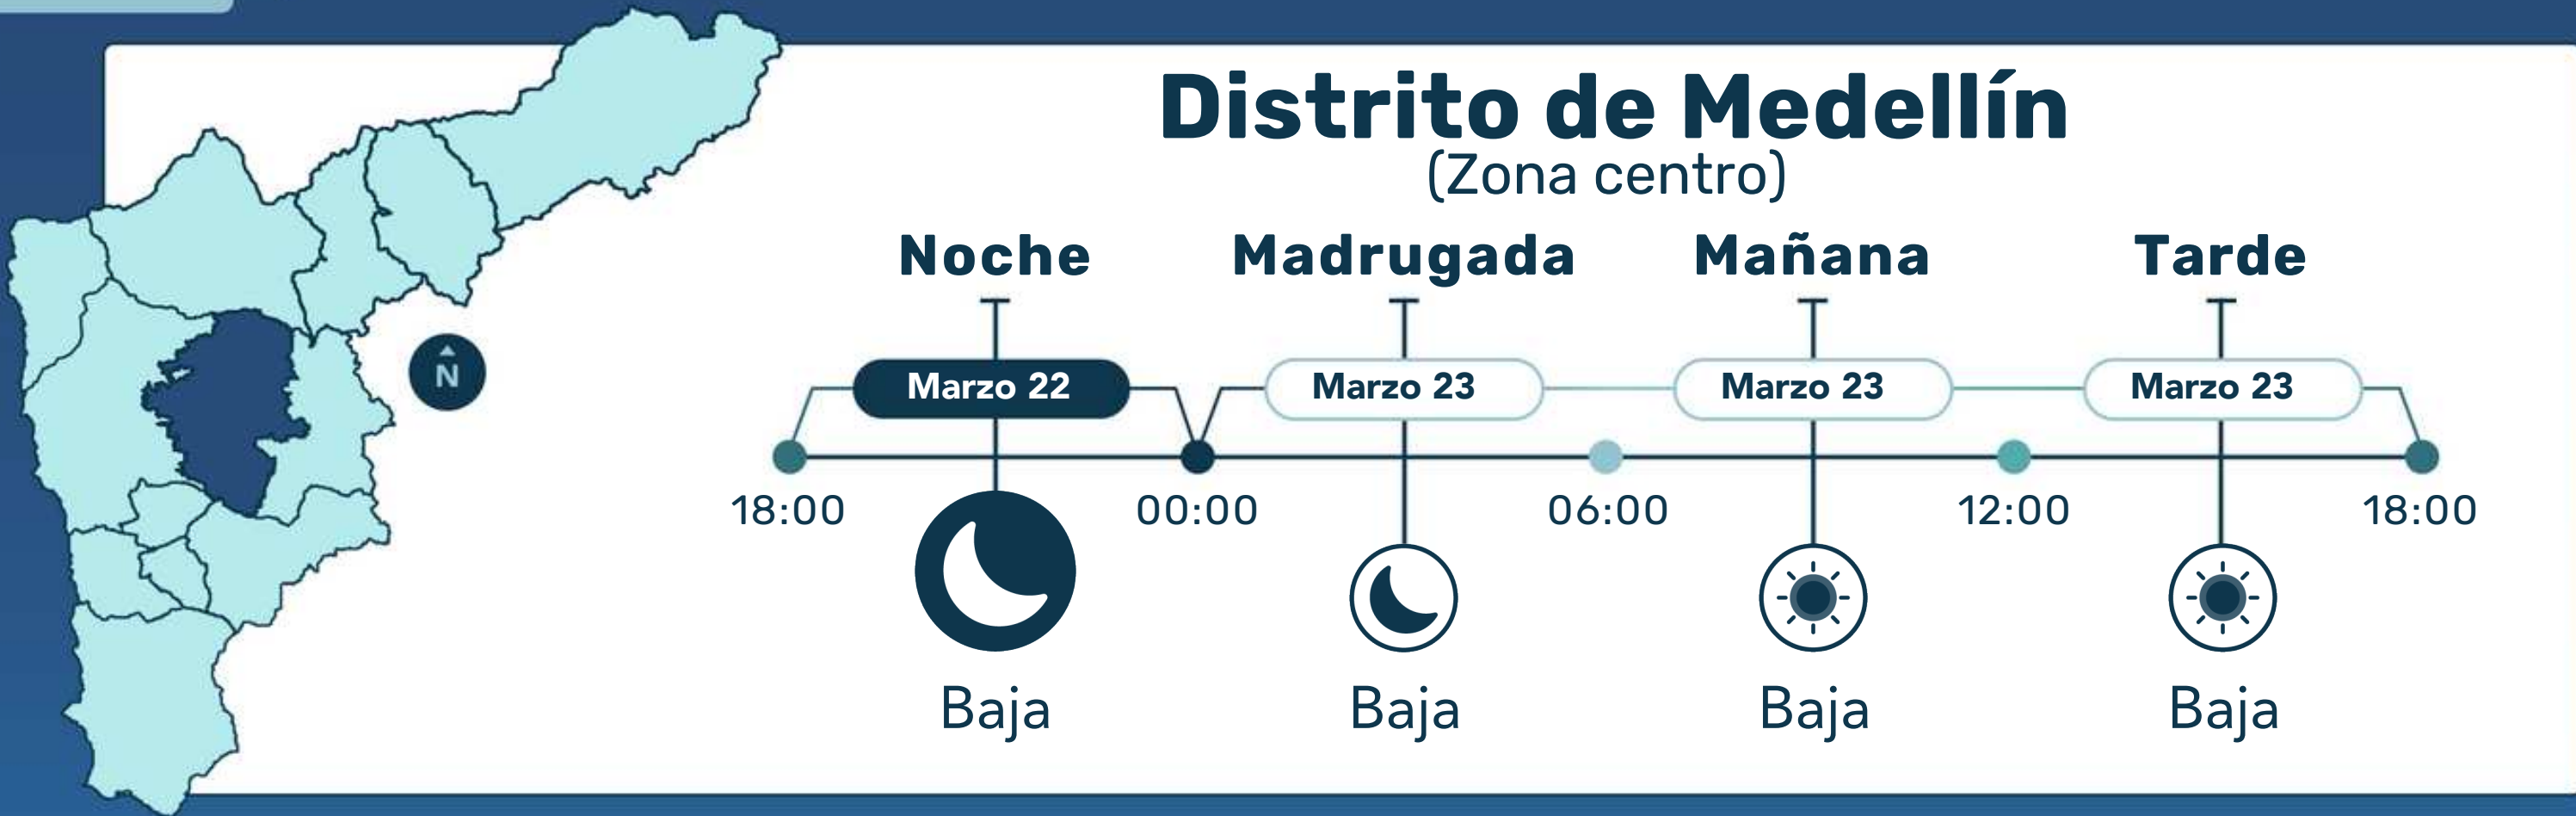 Distrito de Medellín
(Zona centro)
Noche Madrugada Mañana Tarde
N
Marzo 22 Marzo 23 Marzo 23 Marzo 23
18:00 00:00 06:00 12:00 18:00
Baja Baja Baja Baja